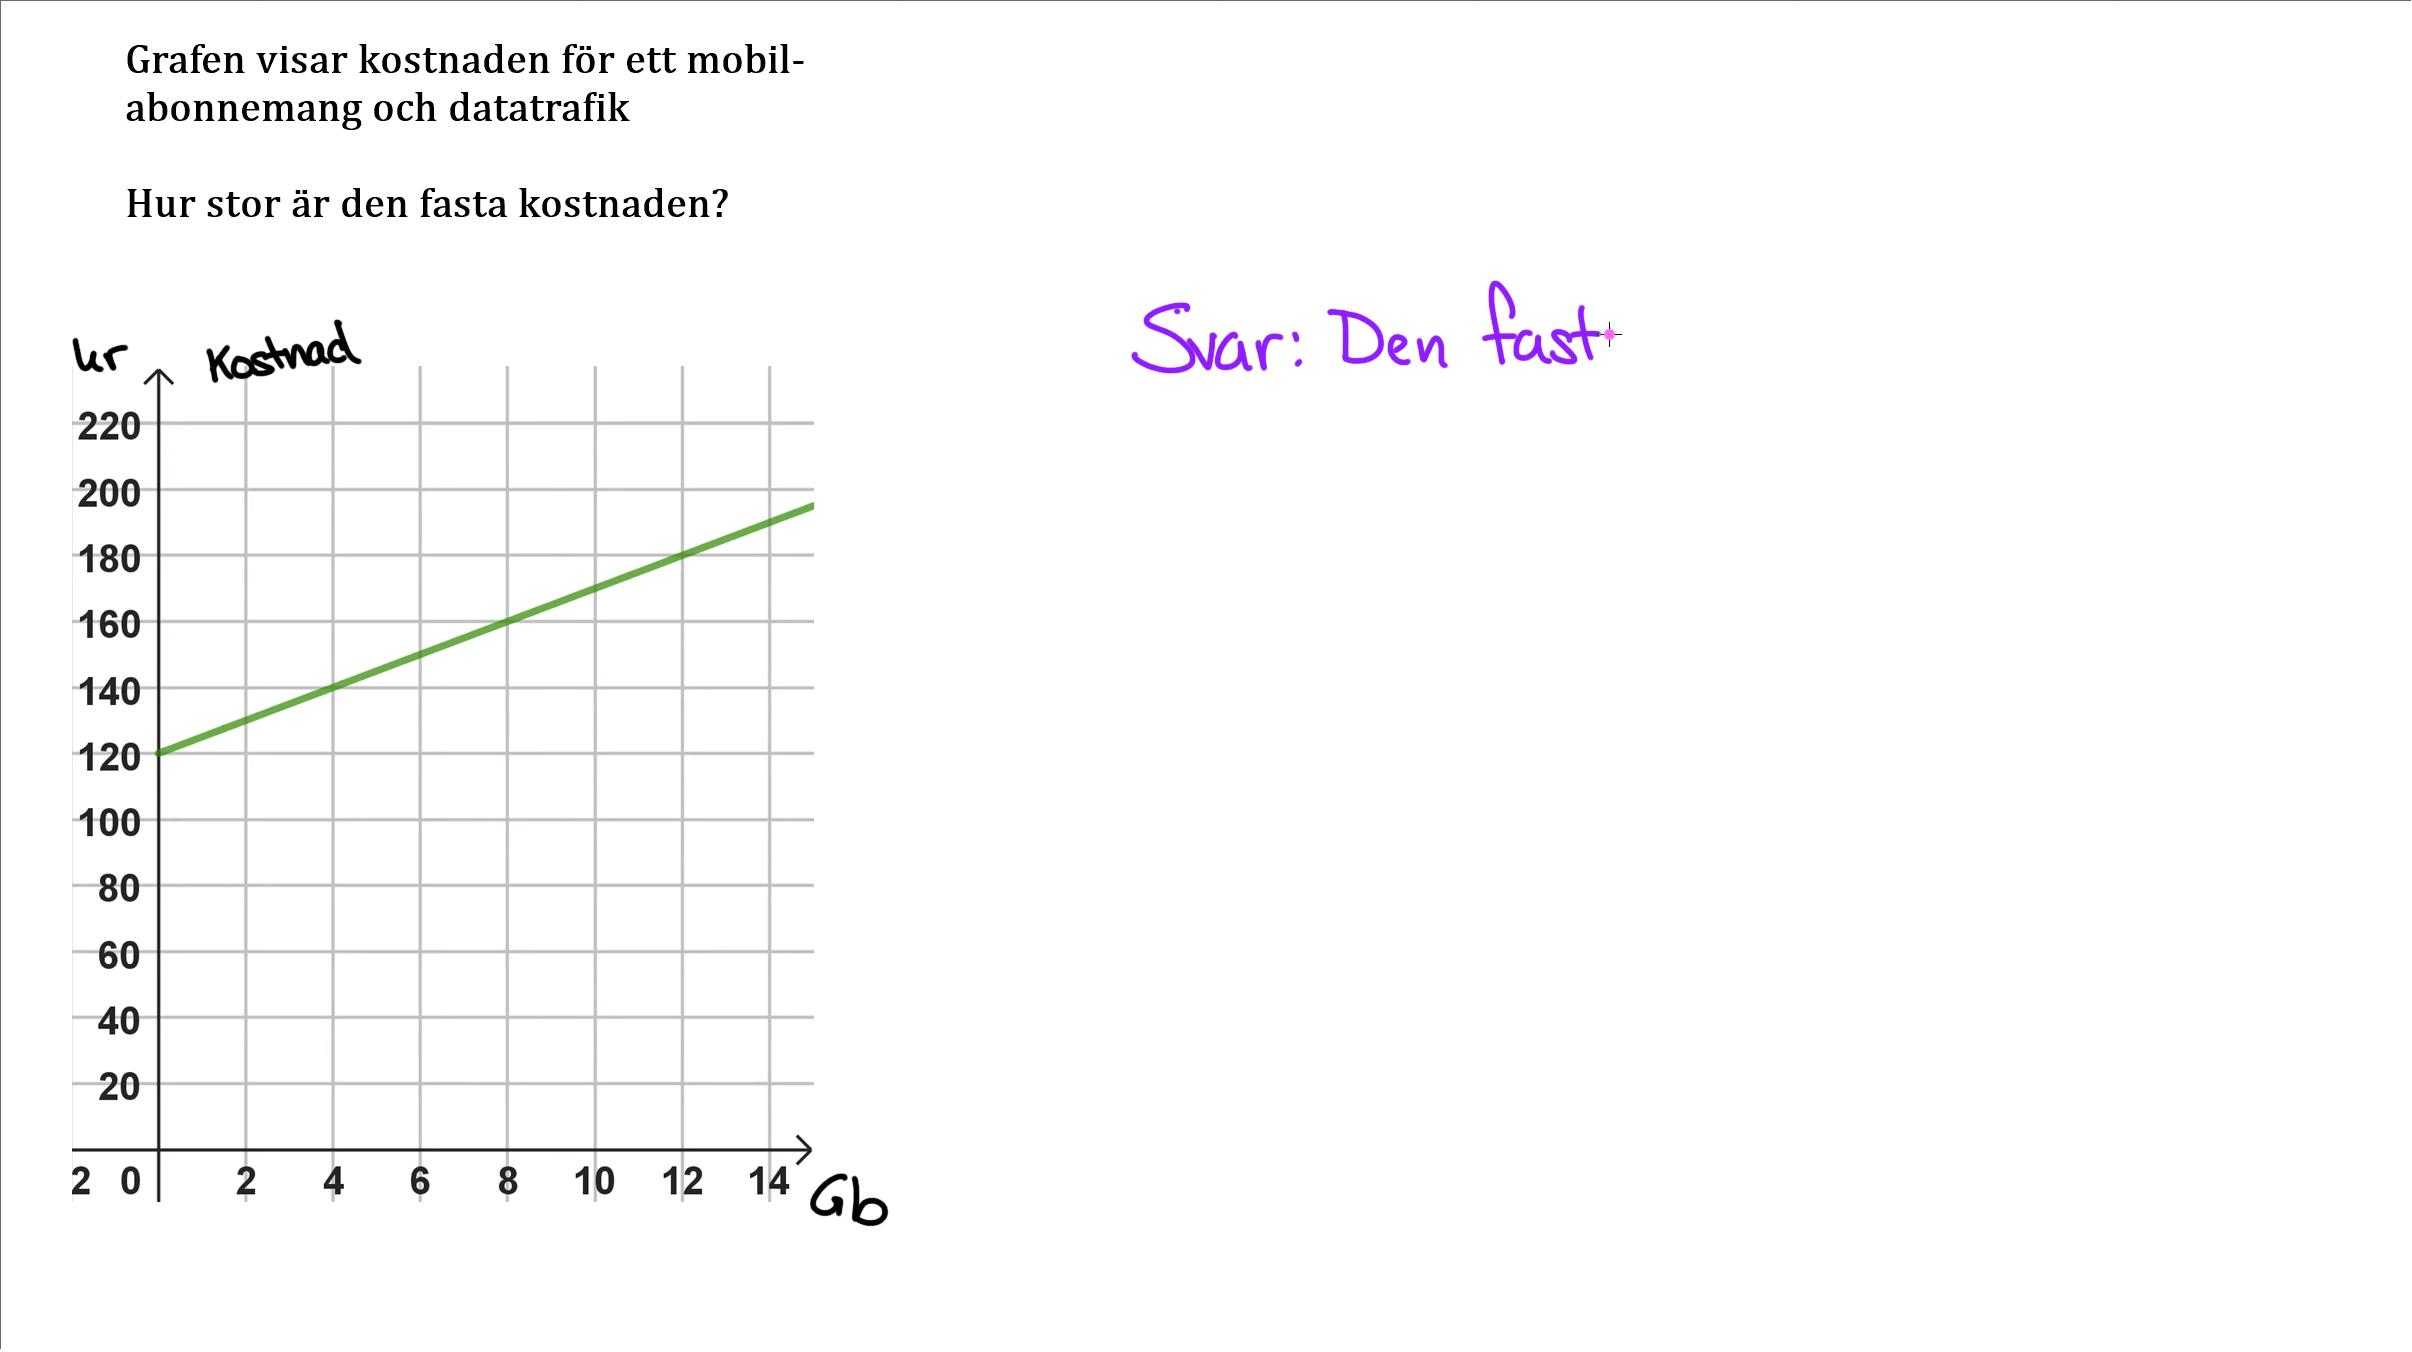 Grafen visar kostnaden för ett mobil-
abonnemang och datatrafik
Hur stor är den fasta kostnaden?
Svar: Den fast
kr Kostnad
220
200
180
160
140
120
100
80
60
40
20
2 0 2 4 6 8 10 12 14
Gb